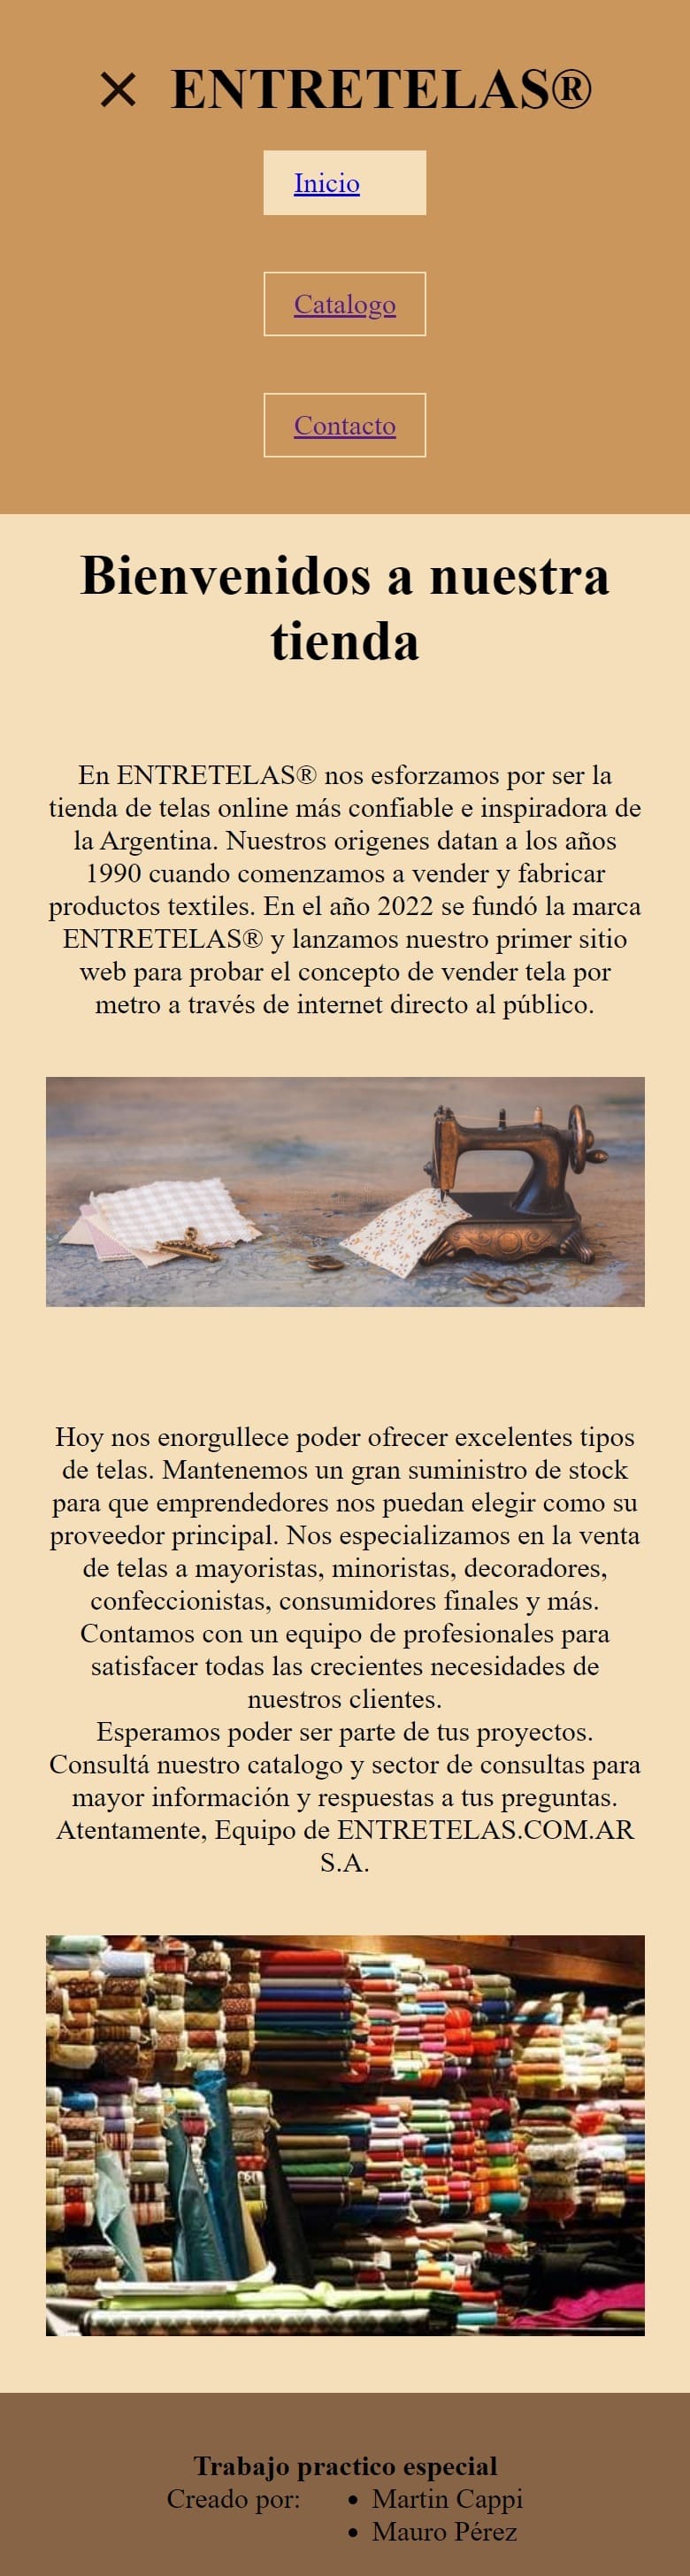 ENTRETELAS®
Inicio
Catalogo
Contacto
Bienvenidos a nuestra
tienda
En ENTRETELAS® nos esforzamos por ser la
tienda de telas online más confiable e inspiradora de
la Argentina. Nuestros origenes datan a los años
1990 cuando comenzamos a vender y fabricar
productos textiles. En el año 2022 se fundó la marca
ENTRETELAS® y lanzamos nuestro primer sitio
web para probar el concepto de vender tela por
metro a través de internet directo al público.
Hoy nos enorgullece poder ofrecer excelentes tipos
de telas. Mantenemos un gran suministro de stock
para que emprendedores nos puedan elegir como su
proveedor principal. Nos especializamos en la venta
de telas a mayoristas, minoristas, decoradores,
confeccionistas, consumidores finales y más.
Contamos con un equipo de profesionales para
satisfacer todas las crecientes necesidades de
nuestros clientes.
Esperamos poder ser parte de tus proyectos.
Consultá nuestro catalogo y sector de consultas para
mayor información y respuestas a tus preguntas.
Atentamente, Equipo de ENTRETELAS.COM.AR
S.A.
Trabajo practico especial
Creado por: • Martin Cappi
• Mauro Pérez